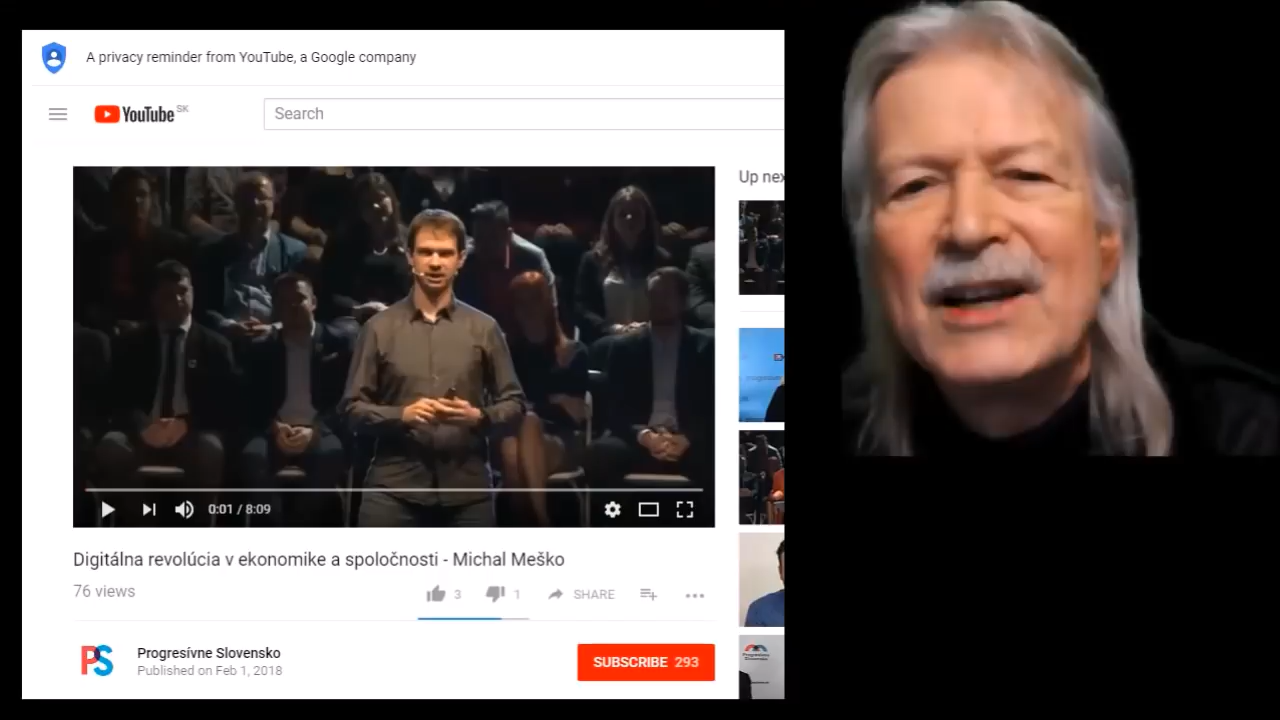 A privacy reminder from YouTube, a Google company
YouTube SK
Search
Up nex
0:01 / 8:09
Digitálna revolúcia v ekonomike a spoločnosti - Michal Meško
76 views
3
1
SHARE
PS
Progresívne Slovensko
Published on Feb 1, 2018
SUBSCRIBE 293